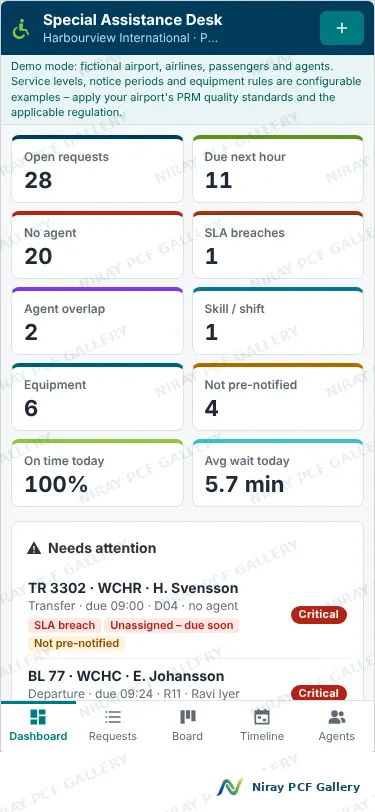 Special Assistance Desk
Harbourview International · P...
+
Demo mode: fictional airport, airlines, passengers and agents.
Service levels, notice periods and equipment rules are configurable
examples – apply your airport's PRM quality standards and the
applicable regulation.
Open requests
28
Due next hour
11
No agent
20
SLA breaches
1
Agent overlap
2
Skill / shift
1
Equipment
6
Not pre-notified
4
On time today
100%
Avg wait today
5.7 min
Needs attention
TR 3302 · WCHR · H. Svensson
Transfer · due 09:00 · D04 · no agent
SLA breach Unassigned – due soon
Not pre-notified
Critical
BL 77 · WCHC · E. Johansson
Departure · due 09:24 · R11 · Ravi Iyer
Critical
Dashboard
Requests
Board
Timeline
Agents
NIRAY PCF GALLERY
Niray PCF Gallery